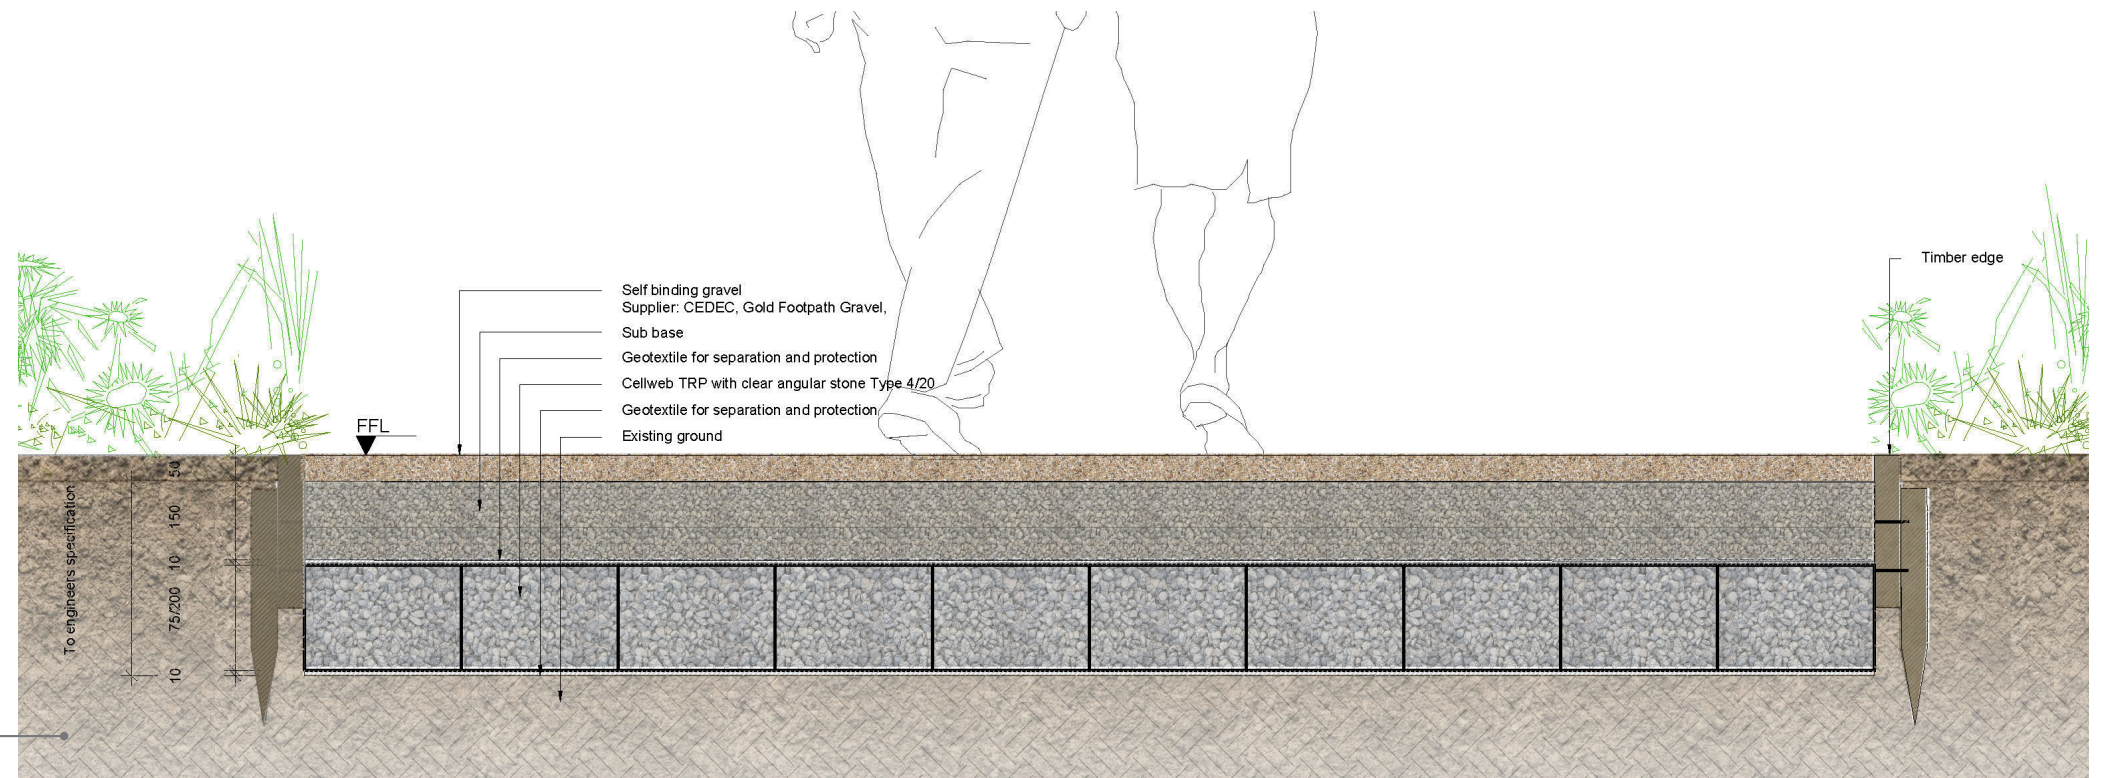 Timber edge
Self binding gravel
Supplier: CEDEC, Gold Footpath Gravel,
Sub base
Geotextile for separation and protection
Cellweb TRP with clear angular stone Type 4/20
Geotextile for separation and protection
Existing ground
FFL
50
150
10
75/200
10
To engineers specification